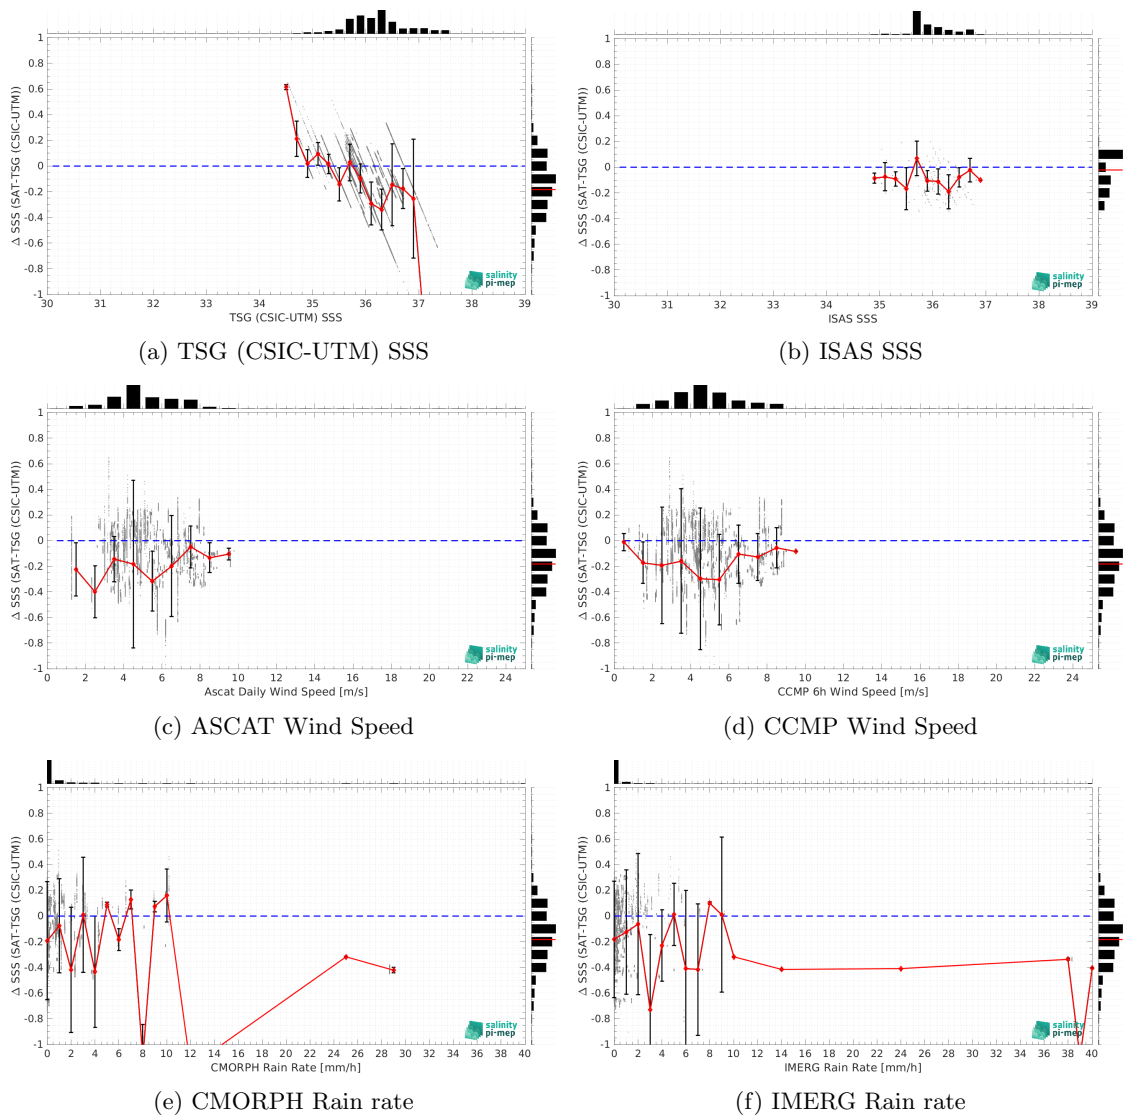 1
0.8
0.6
0.4
0.2
0
-0.2
-0.4
-0.6
-0.8
-1
Δ SSS (SAT-TSG (CSIC-UTM))
30 31 32 33 34 35 36 37 38 39
TSG (CSIC-UTM) SSS
salinity
pi-mep
(a) TSG (CSIC-UTM) SSS
1
0.8
0.6
0.4
0.2
0
-0.2
-0.4
-0.6
-0.8
-1
Δ SSS (SAT-TSG (CSIC-UTM))
30 31 32 33 34 35 36 37 38 39
ISAS SSS
salinity
pi-mep
(b) ISAS SSS
1
0.8
0.6
0.4
0.2
0
-0.2
-0.4
-0.6
-0.8
-1
Δ SSS (SAT-TSG (CSIC-UTM))
0 2 4 6 8 10 12 14 16 18 20 22 24
Ascat Daily Wind Speed [m/s]
salinity
pi-mep
(c) ASCAT Wind Speed
1
0.8
0.6
0.4
0.2
0
-0.2
-0.4
-0.6
-0.8
-1
Δ SSS (SAT-TSG (CSIC-UTM))
0 2 4 6 8 10 12 14 16 18 20 22 24
CCMP 6h Wind Speed [m/s]
salinity
pi-mep
(d) CCMP Wind Speed
1
0.8
0.6
0.4
0.2
0
-0.2
-0.4
-0.6
-0.8
-1
Δ SSS (SAT-TSG (CSIC-UTM))
0 2 4 6 8 10 12 14 16 18 20 22 24 26 28 30 32 34 36 38 40
CMORPH Rain Rate [mm/h]
salinity
pi-mep
(e) CMORPH Rain rate
1
0.8
0.6
0.4
0.2
0
-0.2
-0.4
-0.6
-0.8
-1
Δ SSS (SAT-TSG (CSIC-UTM))
0 2 4 6 8 10 12 14 16 18 20 22 24 26 28 30 32 34 36 38 40
IMERG Rain Rate [mm/h]
salinity
pi-mep
(f) IMERG Rain rate